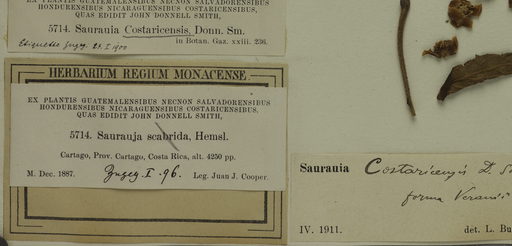 EX PLANTIS GUATEMALENSIBUS NECNON SALVADORENSIBUS
HONDURENSIBUS NICARAGUENSIBUS COSTARICENSIBUS,
QUAS EDIDIT JOHN DONNELL SMITH,
5714. Saurauia Costaricensis, Donn. Sm.
in Botan. Gaz. xxiii. 236.
HERBARIUM REGIUM MONACENSE
EX PLANTIS GUATEMALENSIBUS NECNON SALVADORENSIBUS
HONDURENSIBUS NICARAGUENSIBUS COSTARICENSIBUS,
QUAS EDIDIT JOHN DONNELL SMITH,
5714. Saurauja scabrida, Hemsl.
Cartago, Prov. Cartago, Costa Rica, alt. 4250 pp.
M. Dec. 1887. I. 96. Leg. Juan J. Cooper.
Saurauia Costaricensis D.
forma
IV. 1911. det. L. Bu